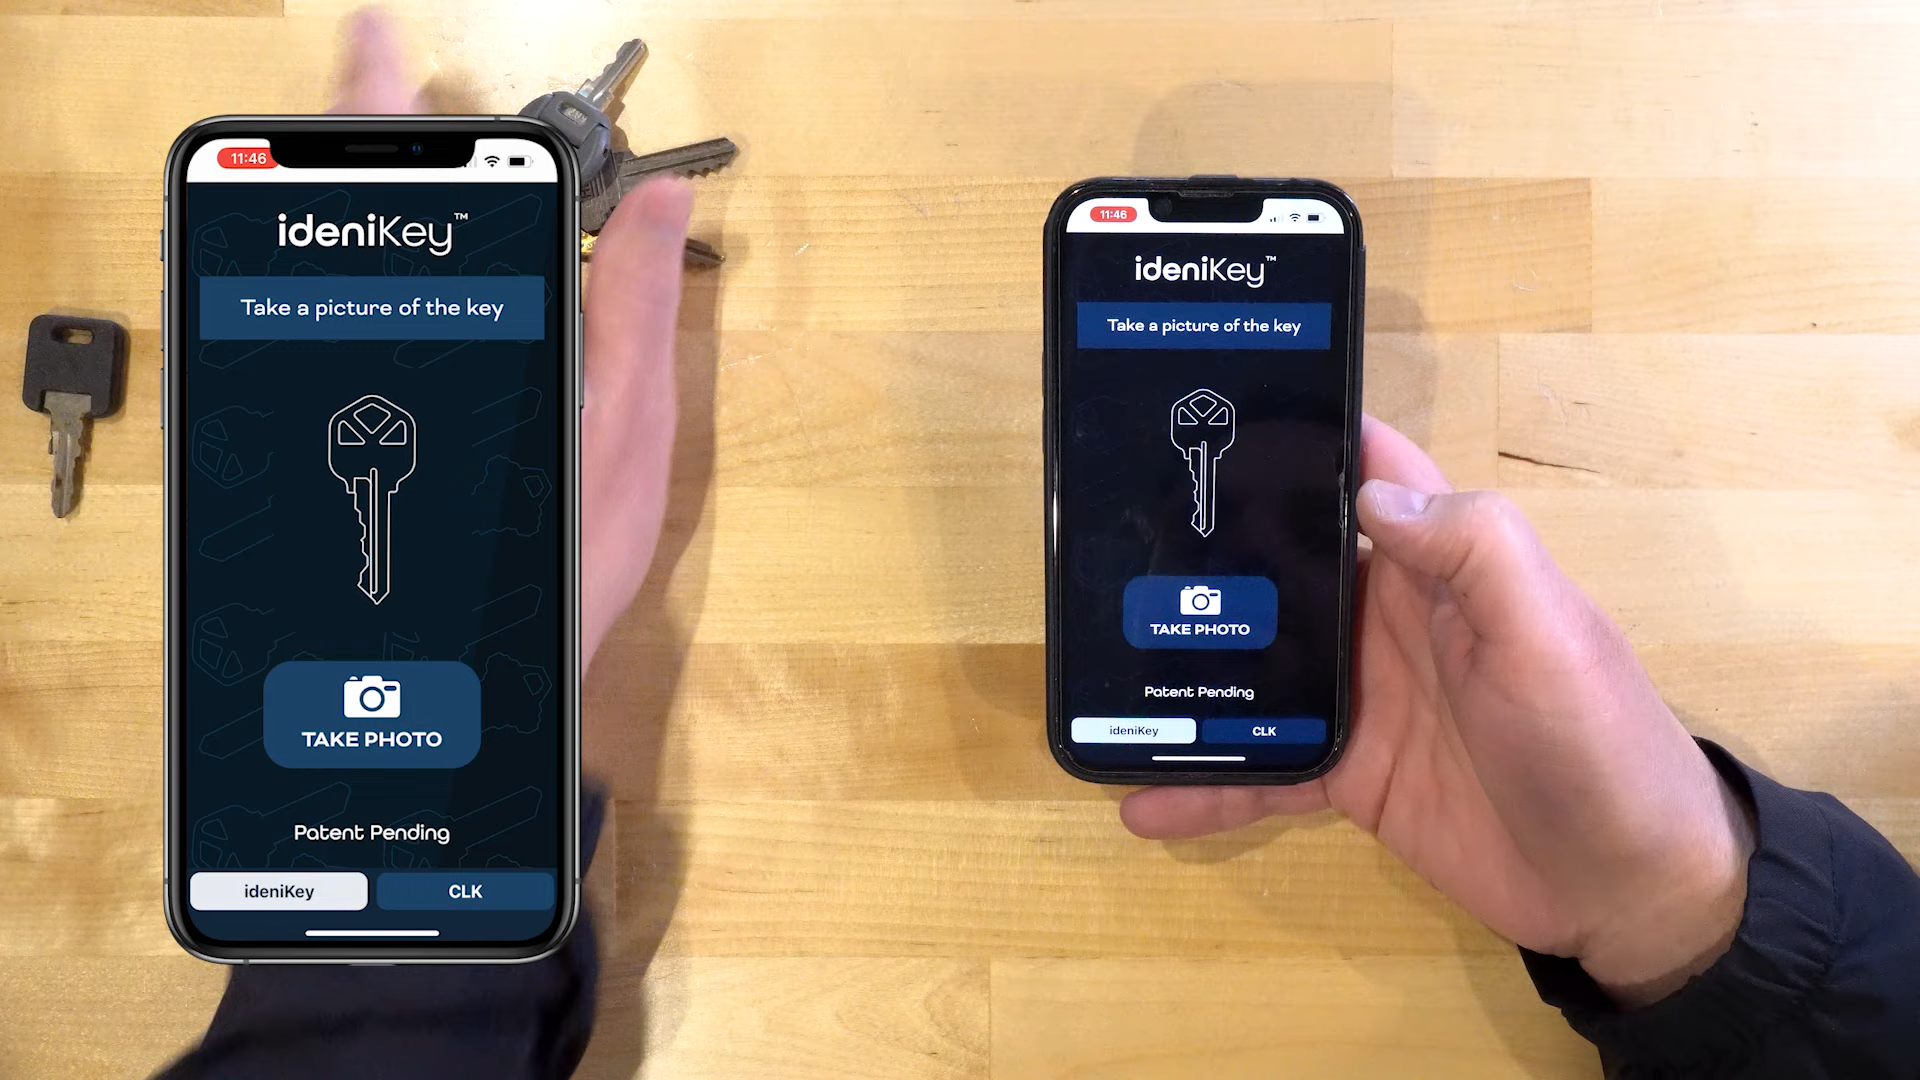 11:46
ideniKey™
Take a picture of the key
TAKE PHOTO
Patent Pending
ideniKey
CLK
11:46
ideniKey™
Take a picture of the key
TAKE PHOTO
Patent Pending
ideniKey
CLK